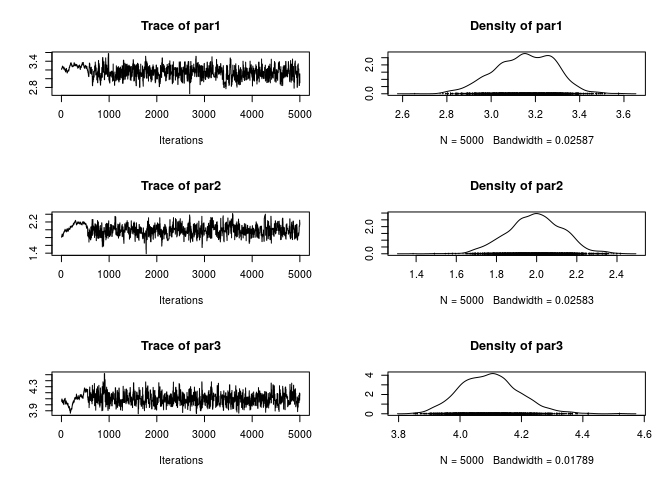 Trace of par1
2.8 3.4
0 1000 2000 3000 4000 5000
Iterations
Density of par1
0.0 2.0
2.6 2.8 3.0 3.2 3.4 3.6
N = 5000 Bandwidth = 0.02587
Trace of par2
1.4 2.2
0 1000 2000 3000 4000 5000
Iterations
Density of par2
0.0 2.0
1.4 1.6 1.8 2.0 2.2 2.4
N = 5000 Bandwidth = 0.02583
Trace of par3
3.9 4.3
0 1000 2000 3000 4000 5000
Iterations
Density of par3
0 2 4
3.8 4.0 4.2 4.4 4.6
N = 5000 Bandwidth = 0.01789